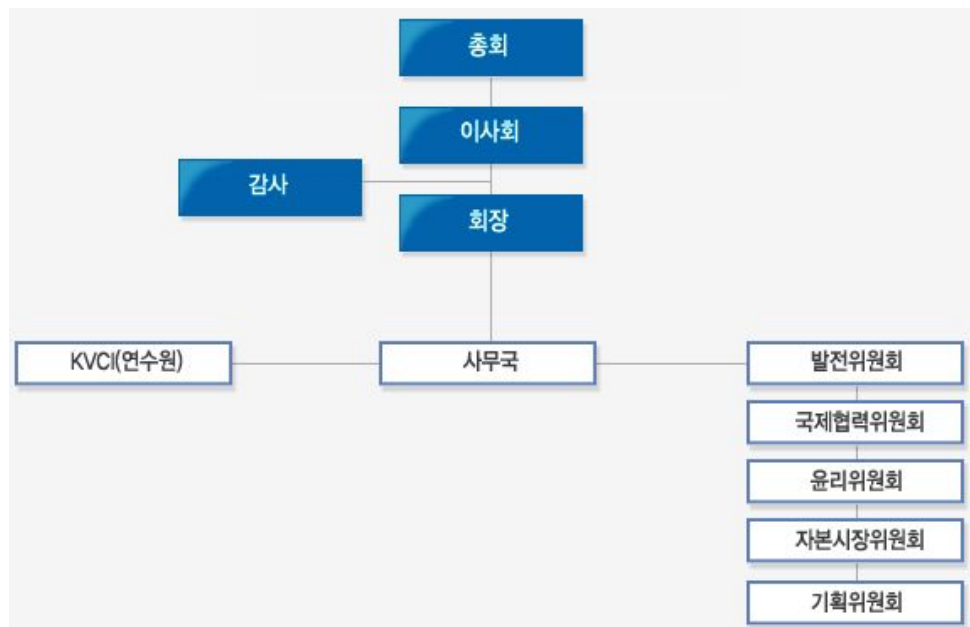 총회
이사회
감사
회장
KVCI(연수원)
사무국
발전위원회
국제협력위원회
윤리위원회
자본시장위원회
기획위원회